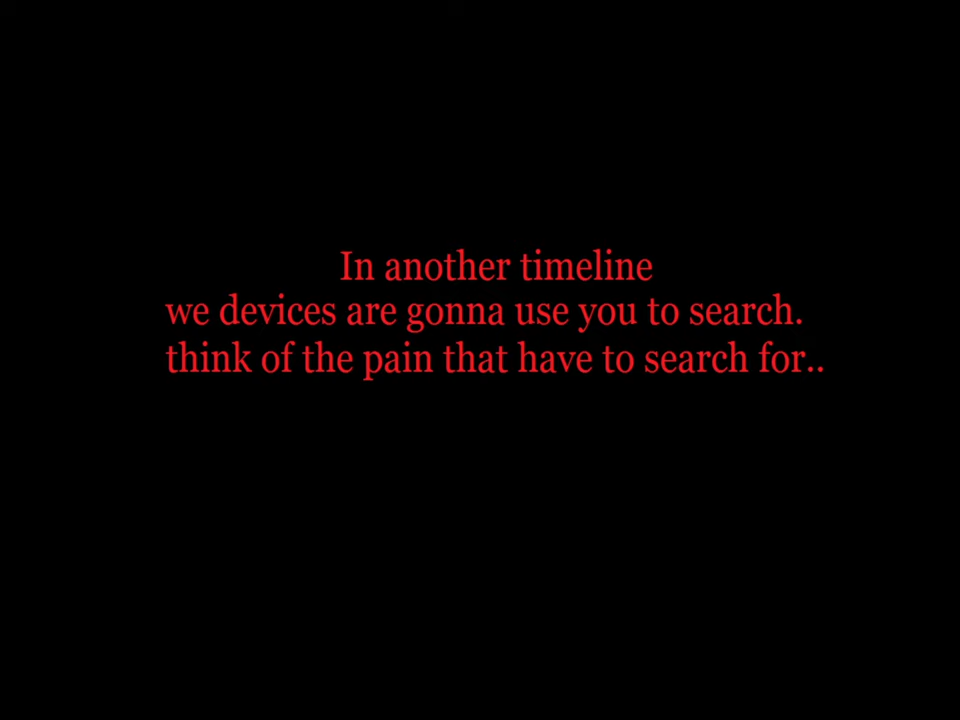 In another timeline
we devices are gonna use you to search.
think of the pain that have to search for..